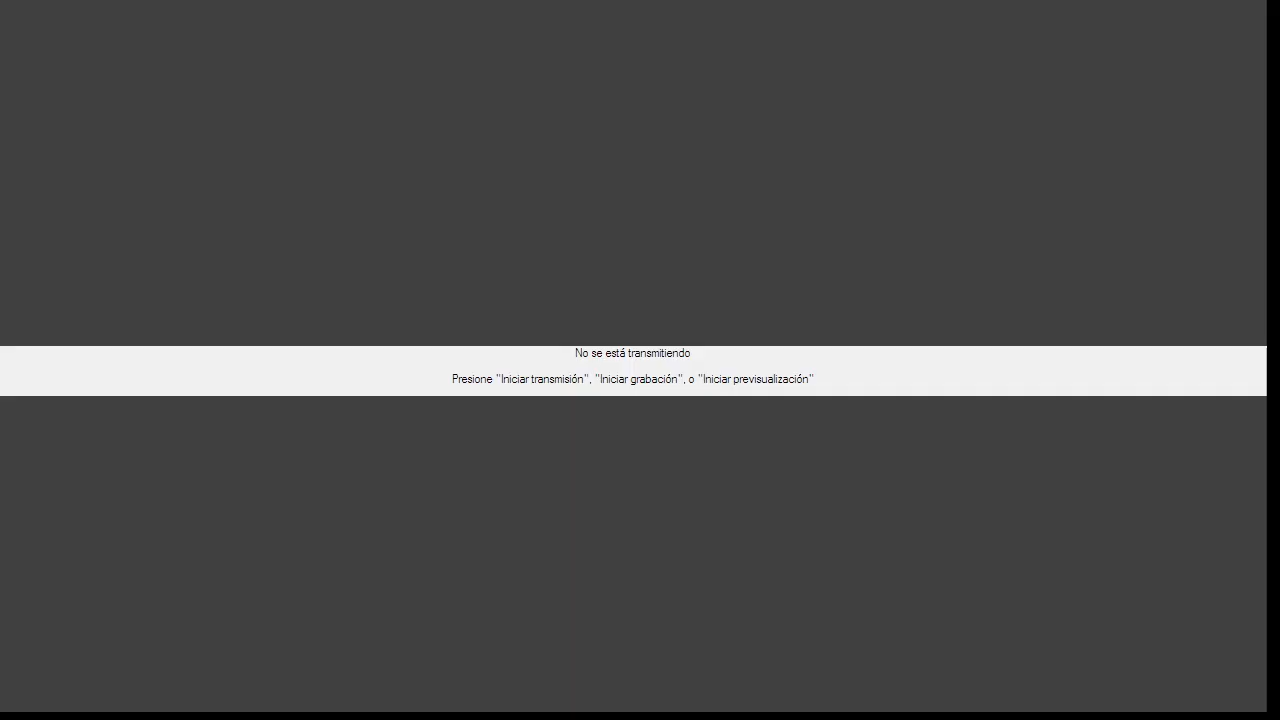 No se está transmitiendo
Presione "Iniciar transmisión", "Iniciar grabación", o "Iniciar previsualización"